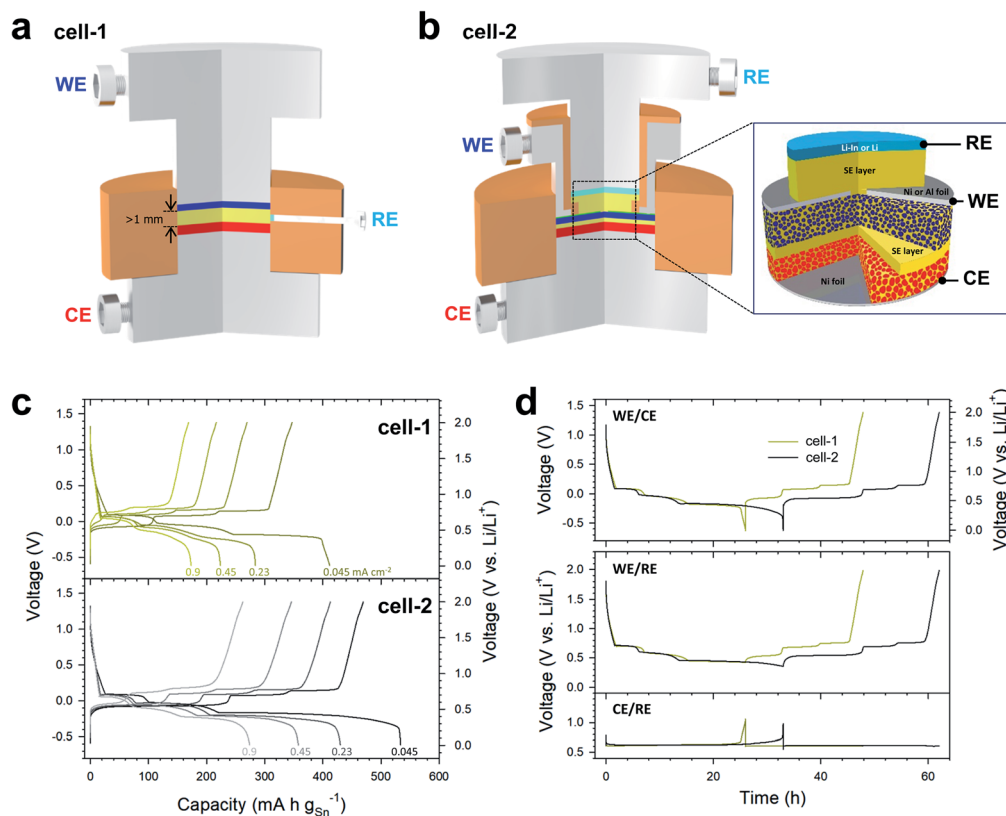 a cell-1
WE
>1 mm
RE
CE
b cell-2
RE
WE
CE
Li-In or Li
RE
SE layer
Ni or Al foil
WE
SE layer
Ni foil
CE
c
cell-1
1.5
1.0
0.5
0.0
-0.5
2.0
1.5
1.0
0.5
0.0
0.9 0.45 0.23 0.045 mA cm⁻²
cell-2
1.5
1.0
0.5
0.0
-0.5
2.0
1.5
1.0
0.5
0.0
0.9 0.45 0.23 0.045
Voltage (V)
Voltage (V vs. Li/Li⁺)
0 100 200 300 400 500 600
Capacity (mA h gSn⁻¹)
d
WE/CE
cell-1
cell-2
1.5
1.0
0.5
0.0
-0.5
2.0
1.5
1.0
0.5
0.0
Voltage (V)
Voltage (V vs. Li/Li⁺)
WE/RE
2.0
1.5
1.0
0.5
0.0
Voltage (V vs. Li/Li⁺)
CE/RE
1.0
0.5
0 20 40 60
Time (h)